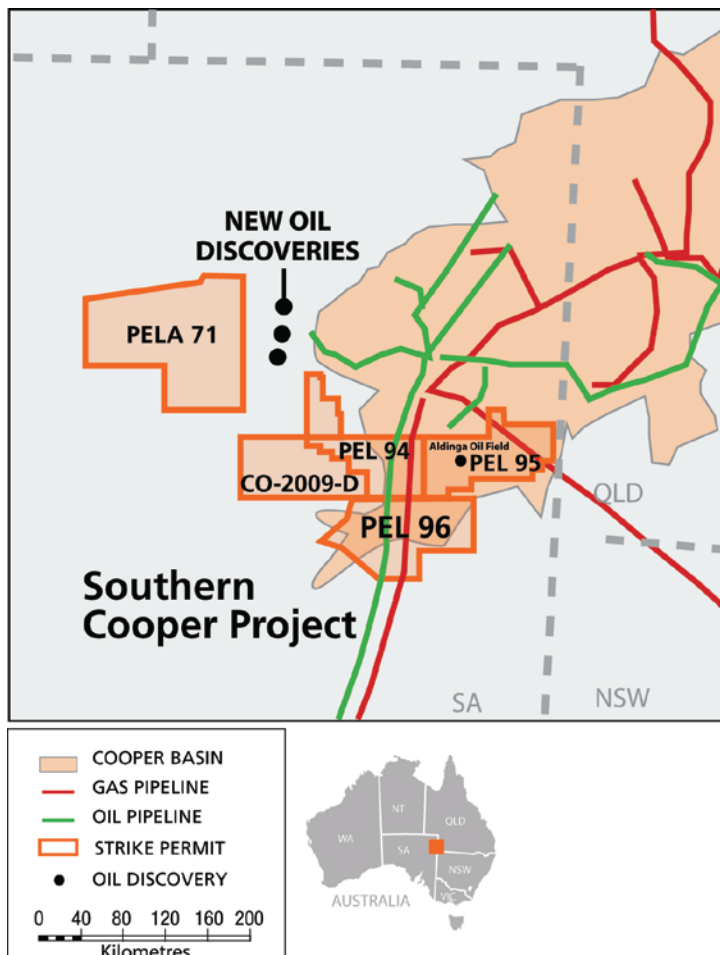 NEW OIL
DISCOVERIES
PELA 71
PEL 94
Aldinga Oil Field
PEL 95
CO-2009-D
QLD
PEL 96
Southern
Cooper Project
SA
NSW
COOPER BASIN
GAS PIPELINE
OIL PIPELINE
STRIKE PERMIT
OIL DISCOVERY
0 40 80 120 160 200
Kilometres
NT
QLD
WA
SA
NSW
VIC
AUSTRALIA